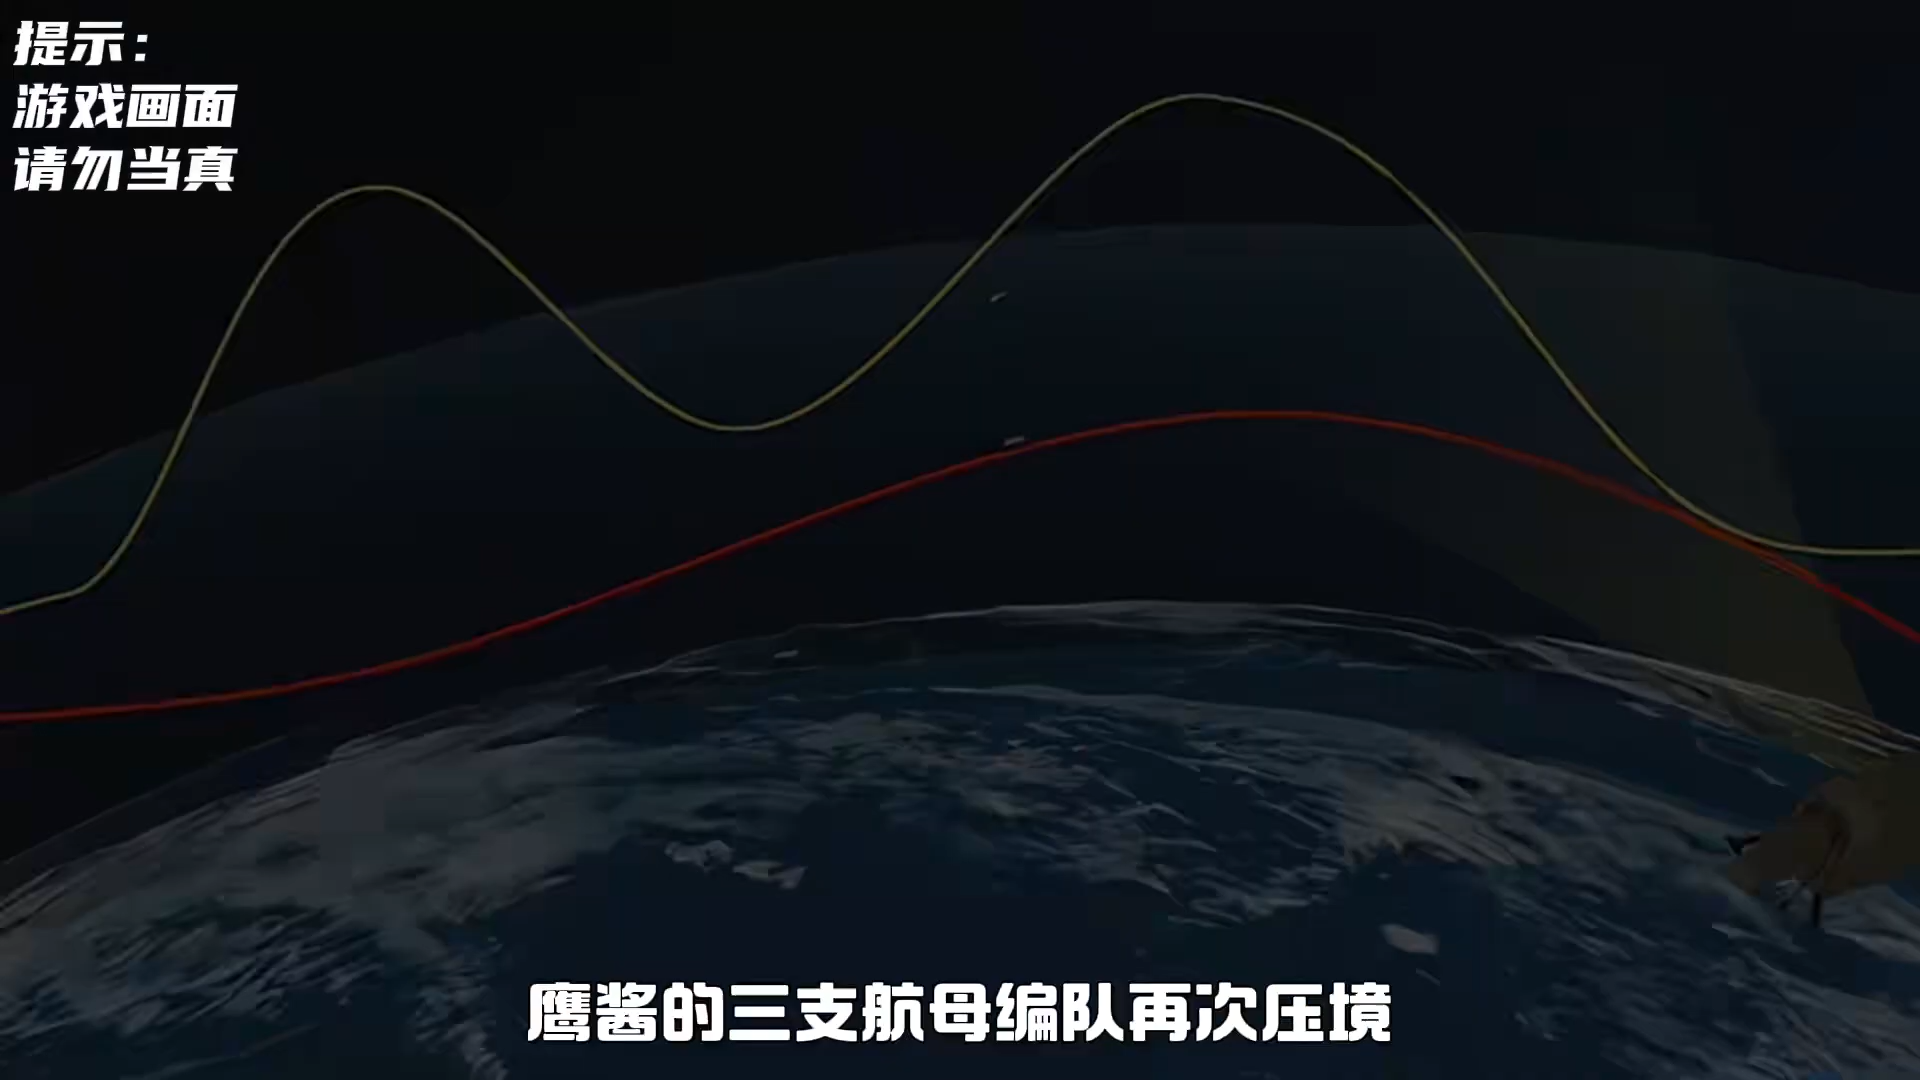 提示：
游戏画面
请勿当真
鹰酱的三支航母编队再次压境